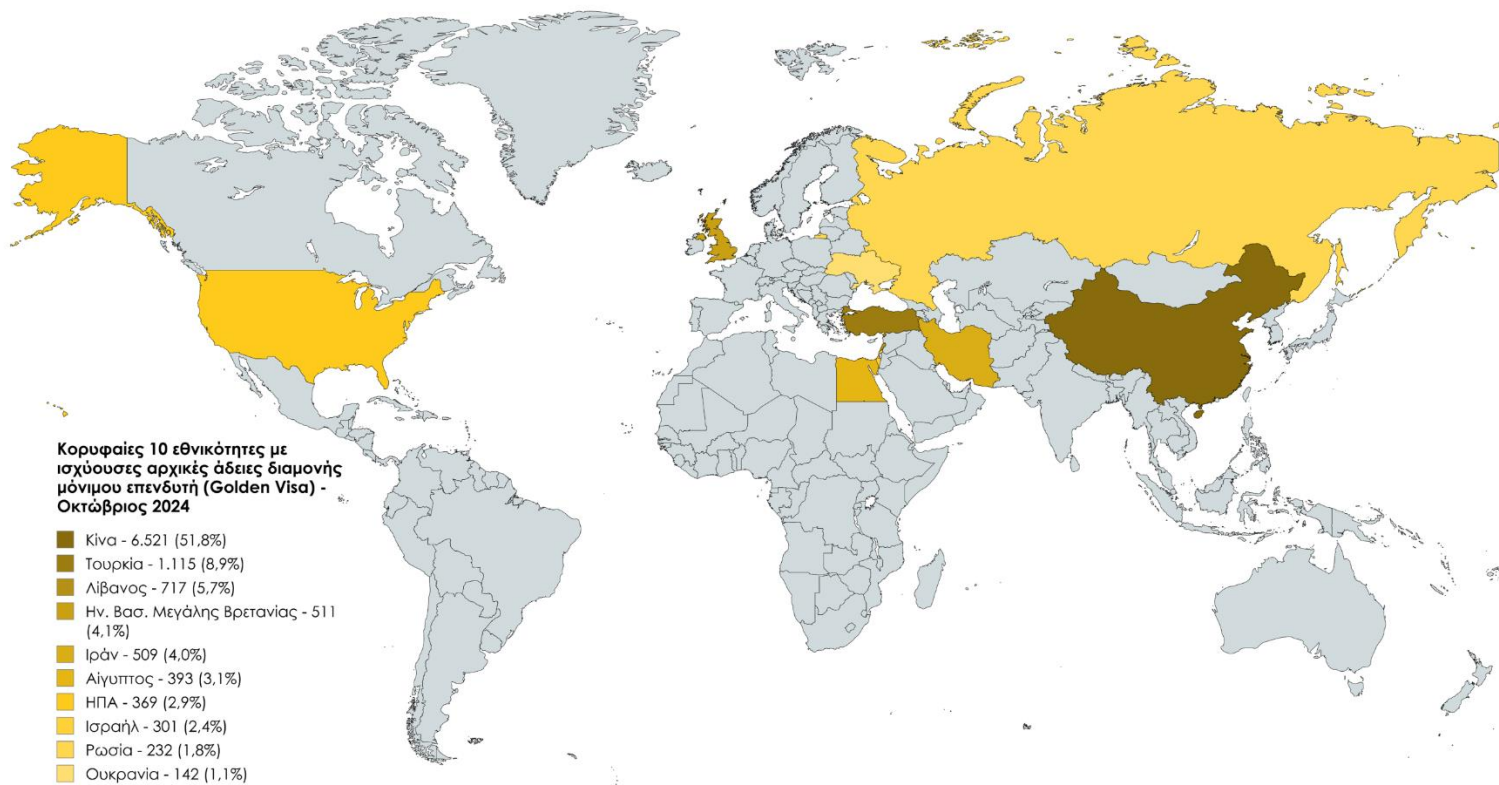 Κορυφαίες 10 εθνικότητες με
ισχύουσες αρχικές άδειες διαμονής
μόνιμου επενδυτή (Golden Visa) -
Οκτώβριος 2024
Κίνα - 6.521 (51,8%)
Τουρκία - 1.115 (8,9%)
Λίβανος - 717 (5,7%)
Ην. Βασ. Μεγάλης Βρετανίας - 511
(4,1%)
Ιράν - 509 (4,0%)
Αίγυπτος - 393 (3,1%)
ΗΠΑ - 369 (2,9%)
Ισραήλ - 301 (2,4%)
Ρωσία - 232 (1,8%)
Ουκρανία - 142 (1,1%)